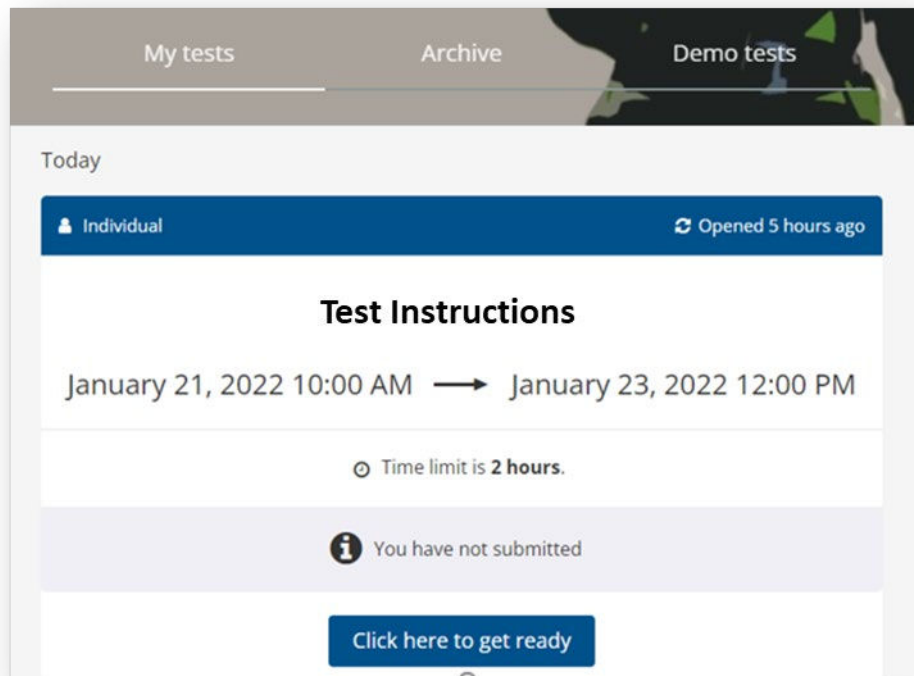 My tests Archive Demo tests
Today
Individual Opened 5 hours ago
Test Instructions
January 21, 2022 10:00 AM → January 23, 2022 12:00 PM
Time limit is 2 hours.
You have not submitted
Click here to get ready